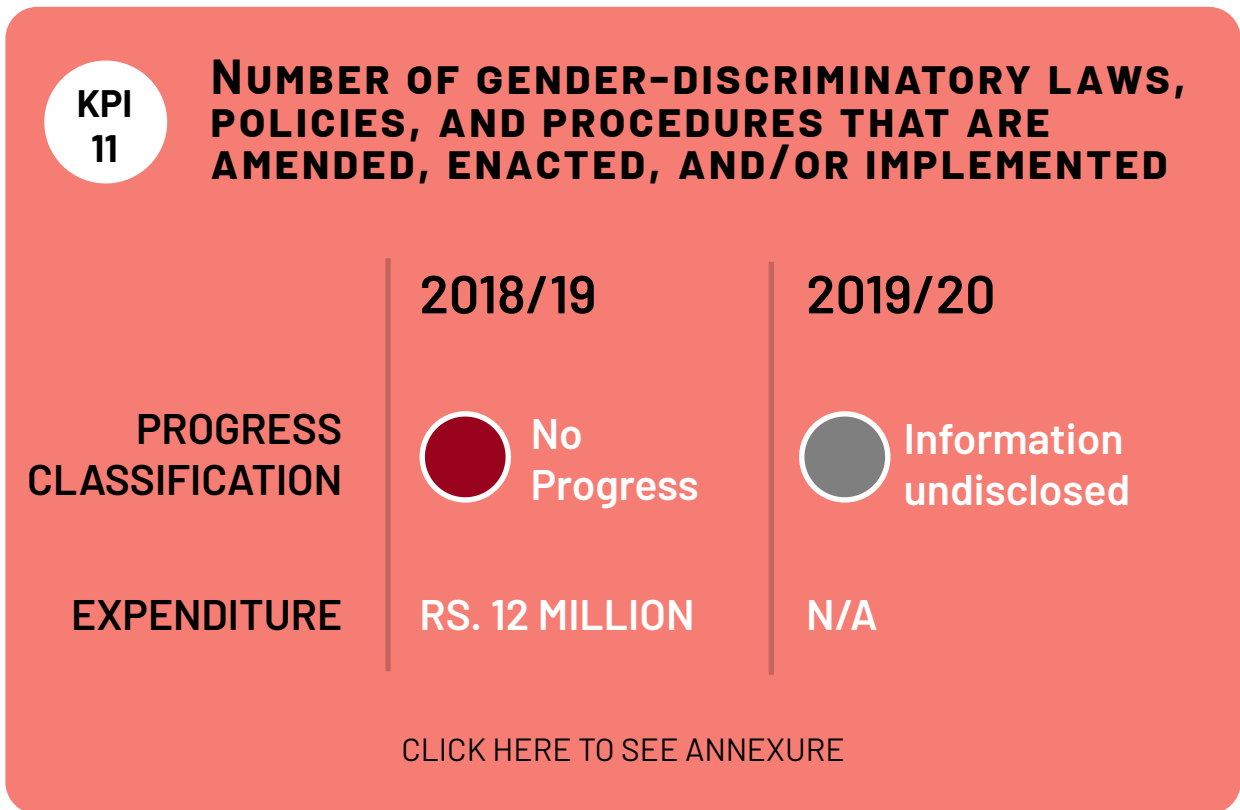 KPI
11
NUMBER OF GENDER-DISCRIMINATORY LAWS,
POLICIES, AND PROCEDURES THAT ARE
AMENDED, ENACTED, AND/OR IMPLEMENTED
2018/19
2019/20
PROGRESS
CLASSIFICATION
No
Progress
Information
undisclosed
EXPENDITURE
RS. 12 MILLION
N/A
CLICK HERE TO SEE ANNEXURE